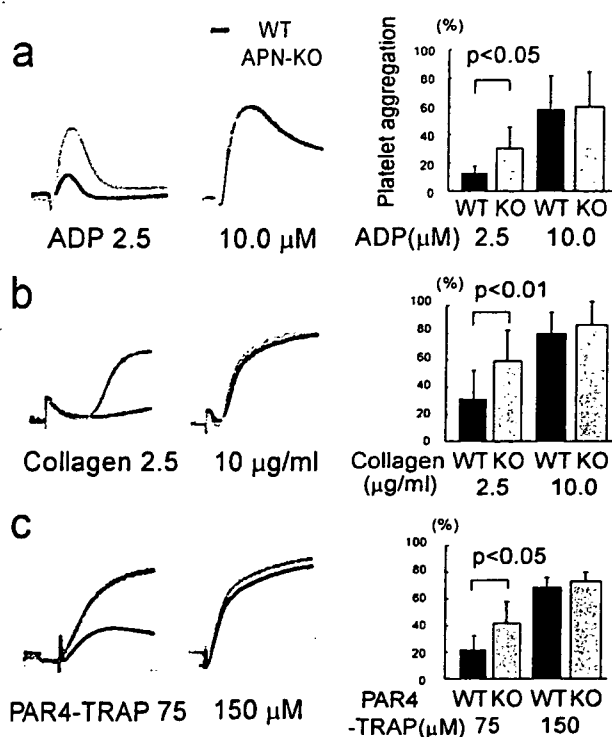 a
WT
APN-KO
ADP 2.5
10.0 μM
Platelet aggregation
(%)
100
80
60
40
20
0
p<0.05
WT KO WT KO
ADP(μM) 2.5 10.0
b
Collagen 2.5
10 μg/ml
(%)
100
80
60
40
20
0
p<0.01
Collagen WT KO WT KO
(μg/ml) 2.5 10.0
c
PAR4-TRAP 75
150 μM
(%)
100
80
60
40
20
0
p<0.05
PAR4 WT KO WT KO
-TRAP(μM) 75 150